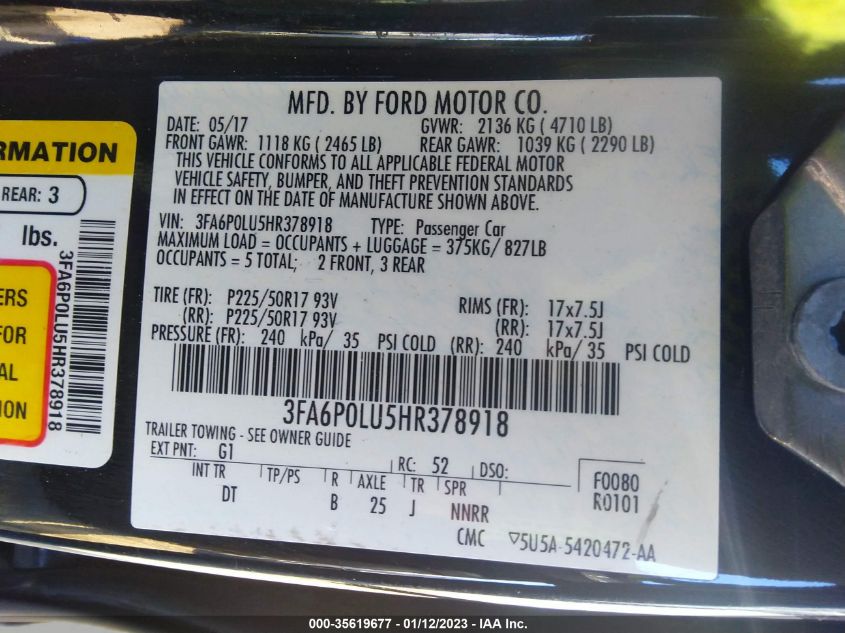 MFD. BY FORD MOTOR CO.
DATE: 05/17 GVWR: 2136 KG ( 4710 LB)
FRONT GAWR: 1118 KG ( 2465 LB) REAR GAWR: 1039 KG ( 2290 LB)
THIS VEHICLE CONFORMS TO ALL APPLICABLE FEDERAL MOTOR
VEHICLE SAFETY, BUMPER, AND THEFT PREVENTION STANDARDS
IN EFFECT ON THE DATE OF MANUFACTURE SHOWN ABOVE.
VIN: 3FA6P0LU5HR378918 TYPE: Passenger Car
MAXIMUM LOAD = OCCUPANTS + LUGGAGE = 375KG/ 827LB
OCCUPANTS = 5 TOTAL; 2 FRONT, 3 REAR
TIRE (FR): P225/50R17 93V RIMS (FR): 17x7.5J
(RR): P225/50R17 93V (RR): 17x7.5J
PRESSURE (FR): 240 kPa/ 35 PSI COLD (RR): 240 kPa/ 35 PSI COLD
3FA6P0LU5HR378918
TRAILER TOWING - SEE OWNER GUIDE
EXT PNT: G1 RC: 52 DSO: F0080
INT TR TP/PS R AXLE TR SPR R0101
DT B 25 J NNRR
CMC ▽5U5A-5420472-AA
RMATION
REAR: 3
lbs.
ERS
FOR
AL
ION
3FA6P0LU5HR378918
000-35619677 - 01/12/2023 - IAA Inc.